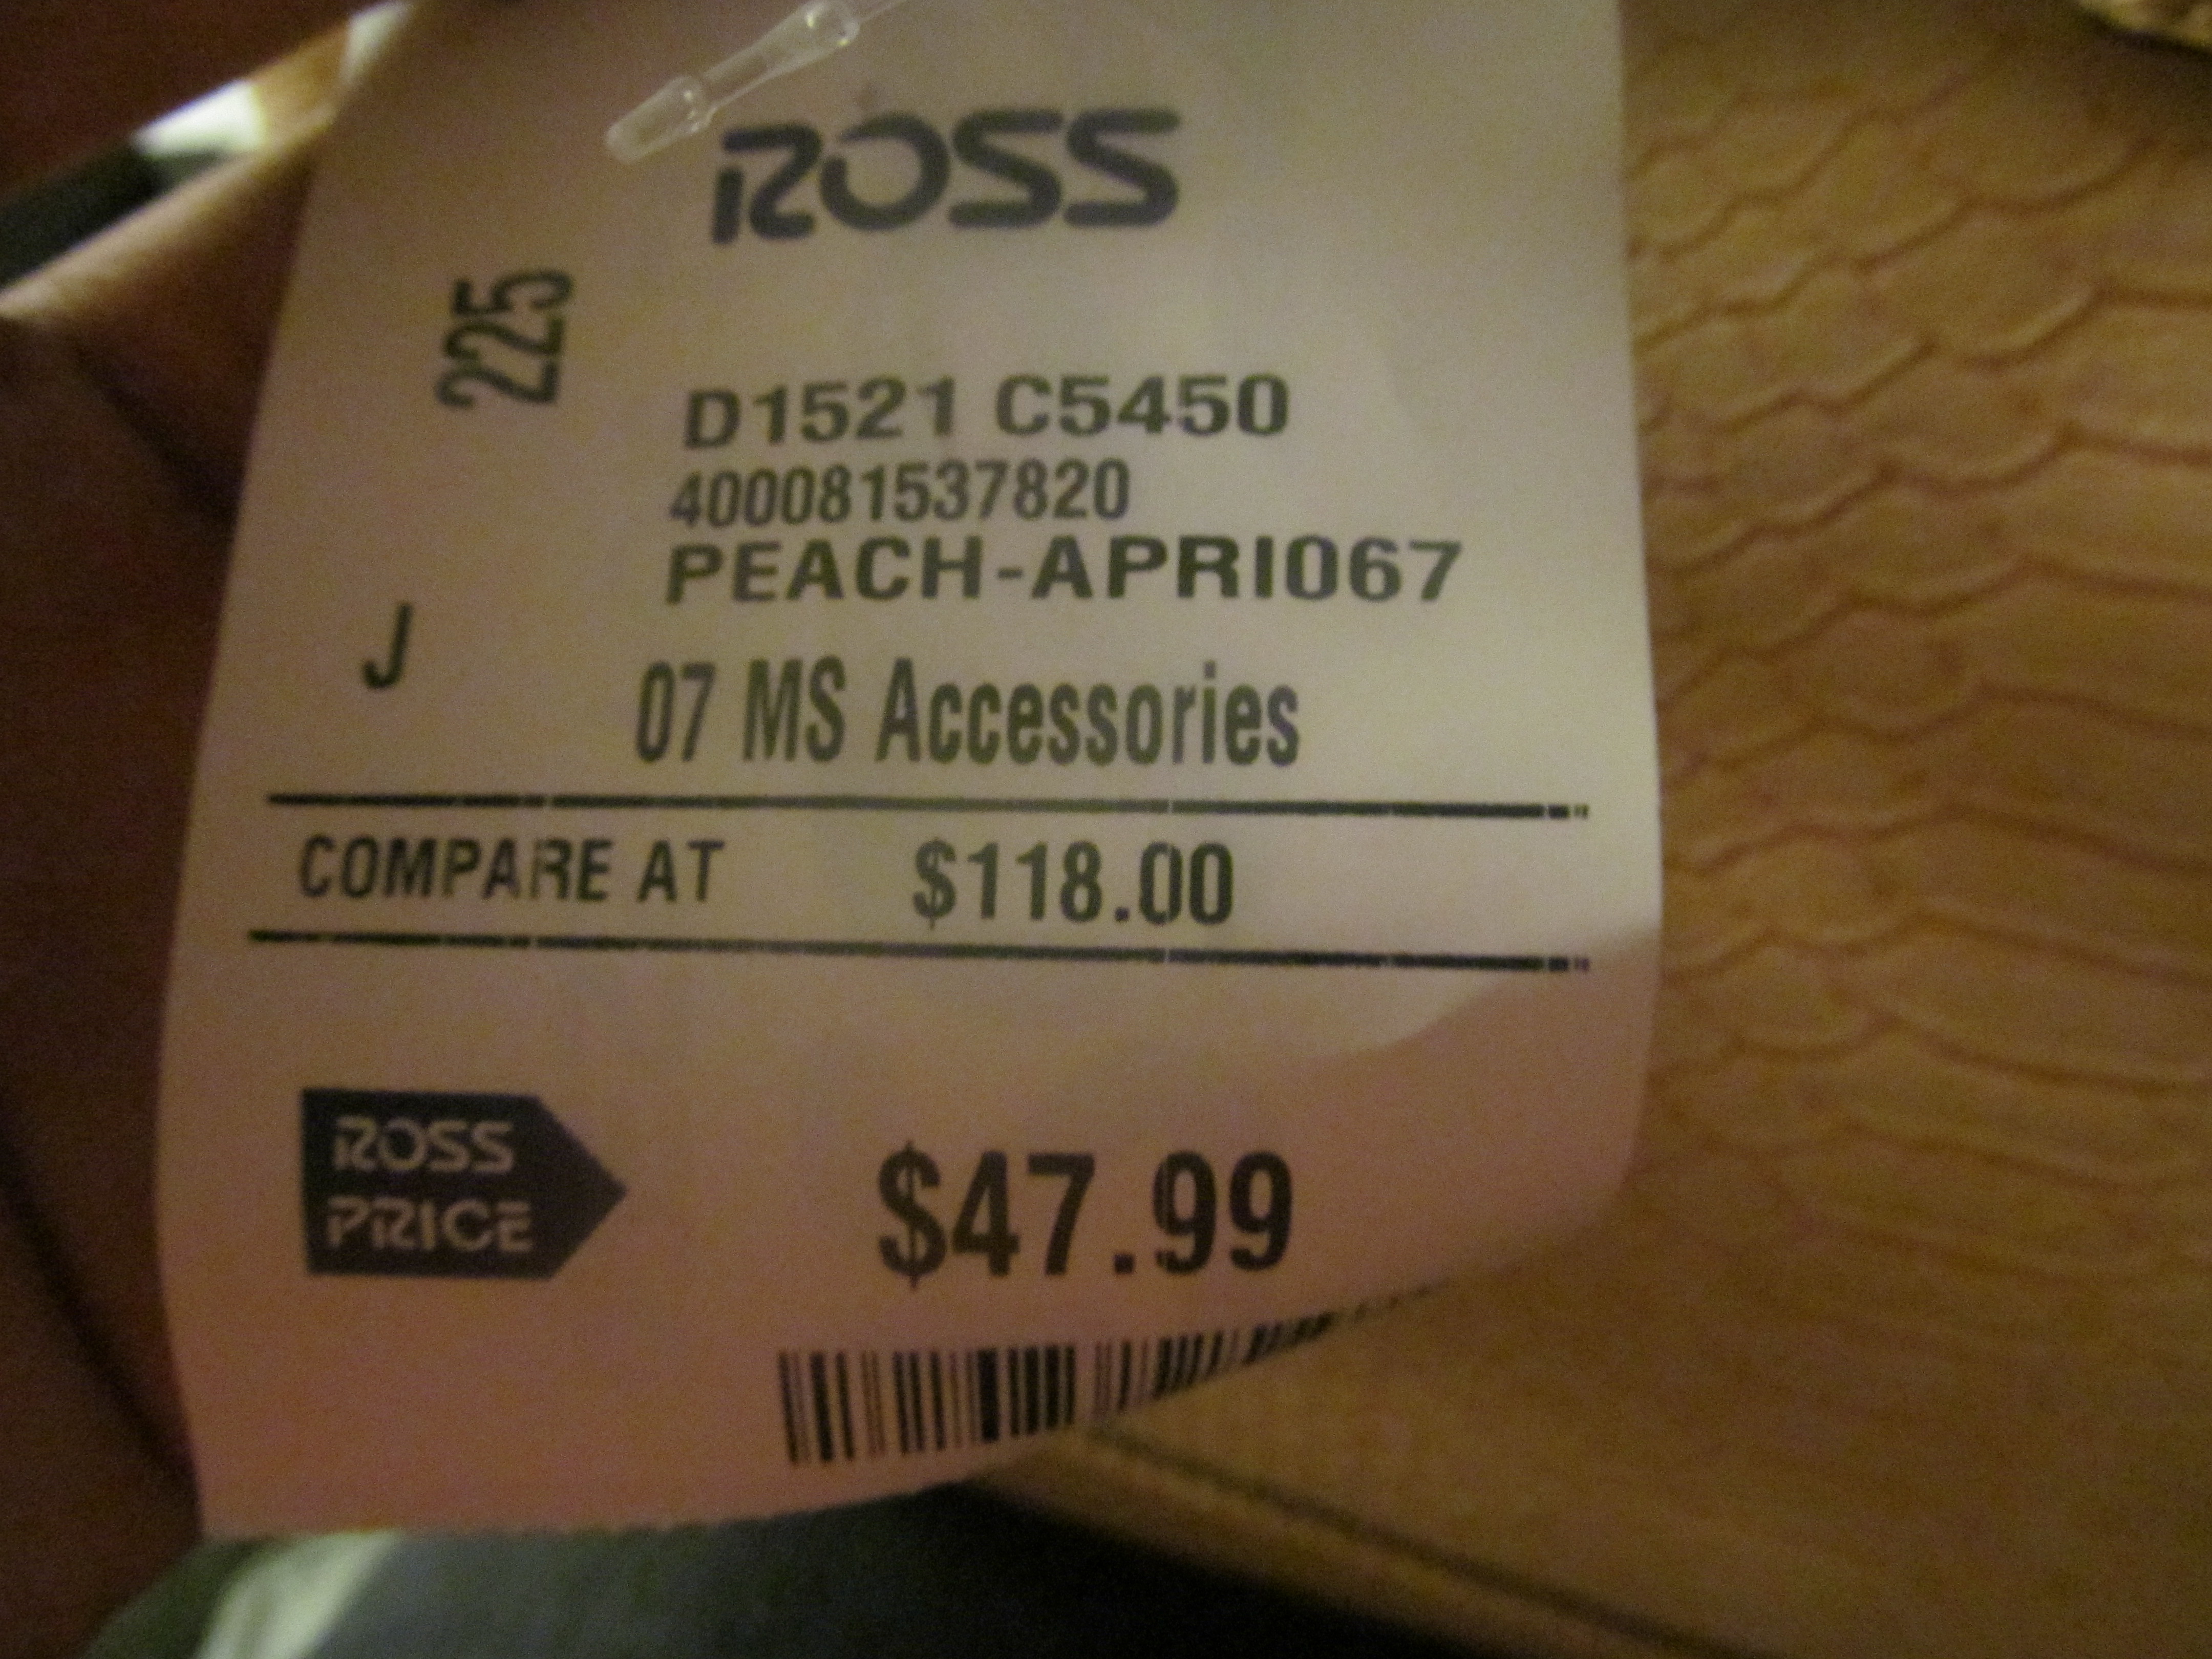 ROSS
225
D1521 C5450
400081537820
PEACH-APRI067
J
07 MS Accessories
COMPARE AT $118.00
ROSS
PRICE
$47.99